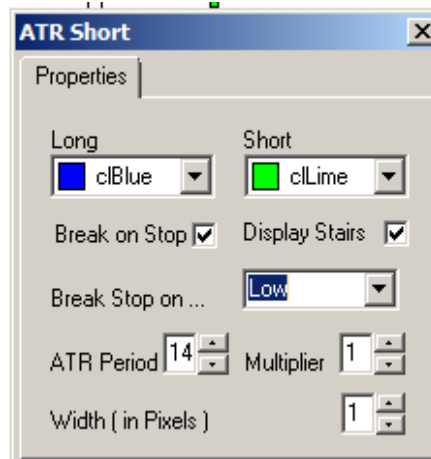 ATR Short
Properties
Long Short
clBlue clLime
Break on Stop Display Stairs
Break Stop on ... Low
ATR Period 14 Multiplier 1
Width ( in Pixels ) 1